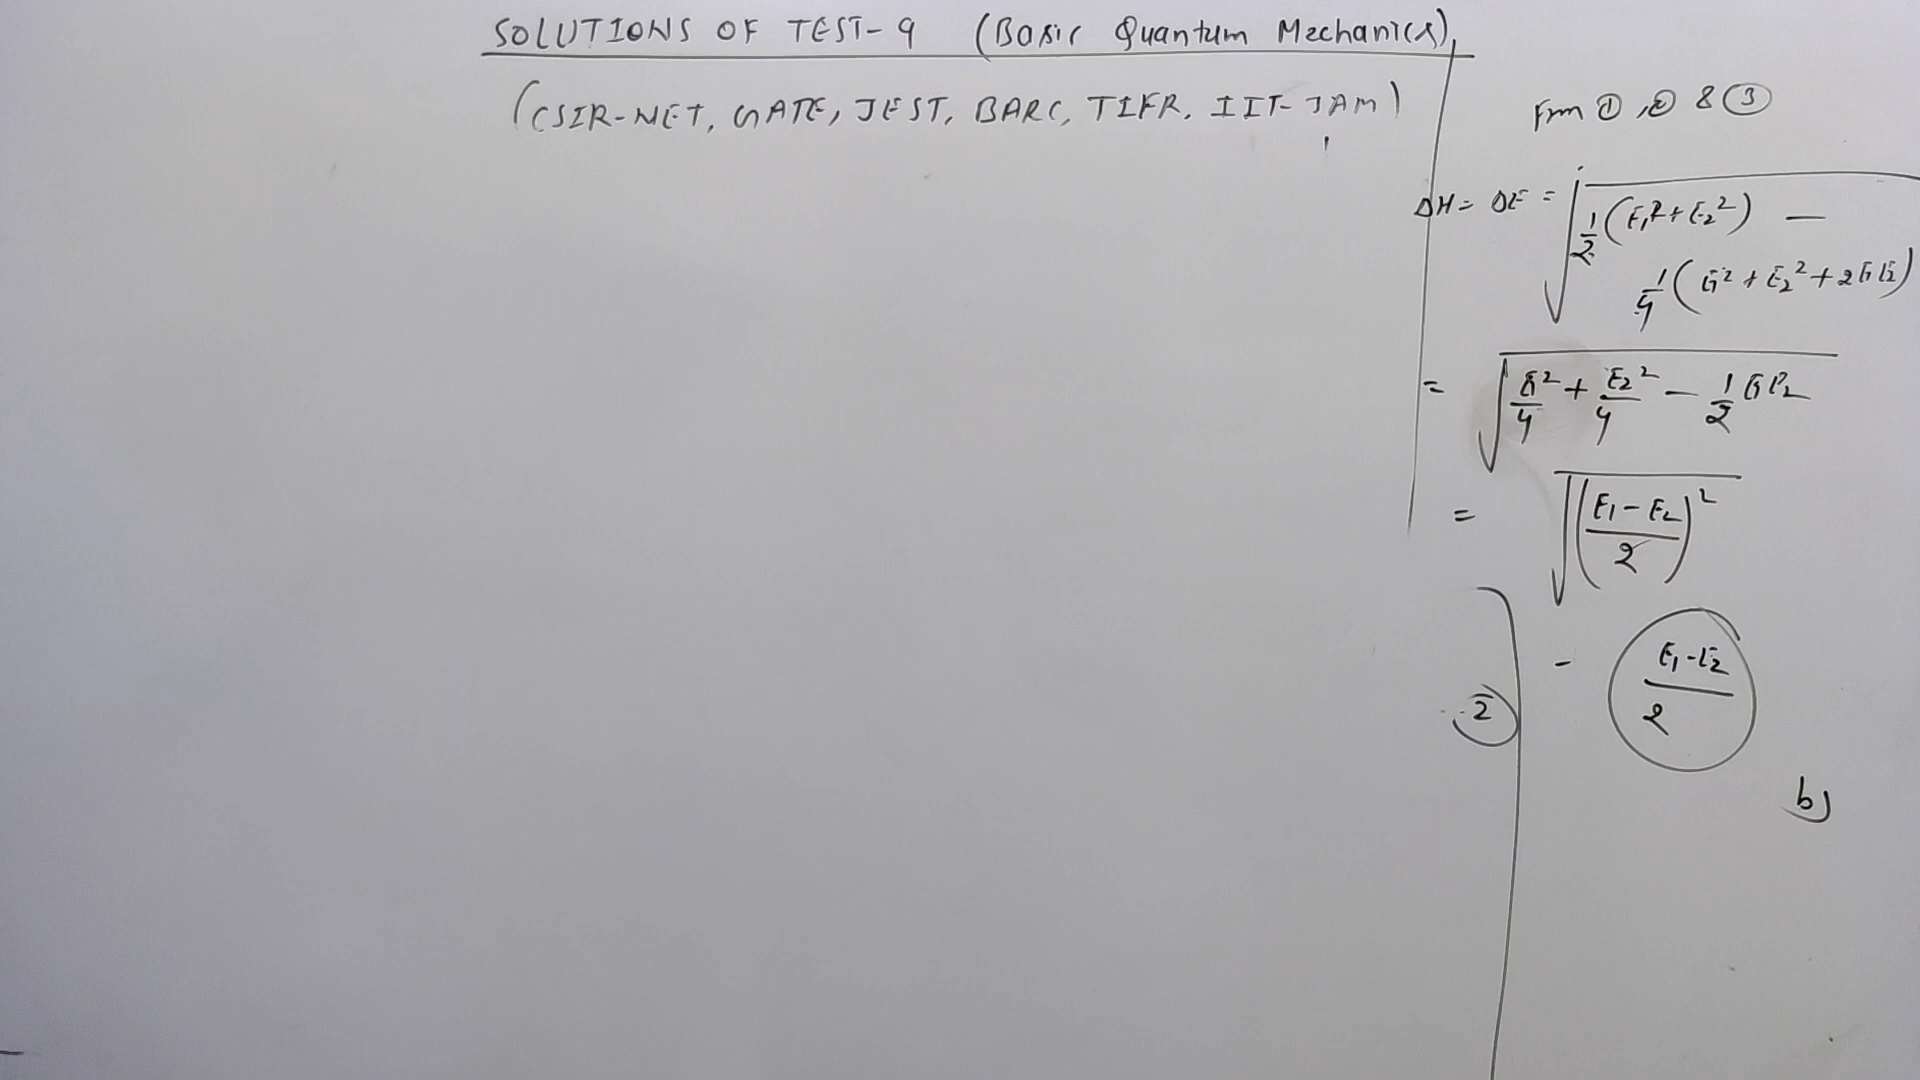 SOLUTIONS OF TEST-9 (Basic Quantum Mechanics),
(CSIR-NET, GATE, JEST, BARC, TIFR, IIT-JAM)
From ①, ② & ③
ΔH = ΔE = √(1/2 (E₁² + E₂²) −
1/4 (E₁² + E₂² + 2E₁E₂))
= √(E₁²/4 + E₂²/4 − 1/2 E₁E₂)
= √((E₁ − E₂)/2)²
- (E₁ - E₂)/2
②
b)